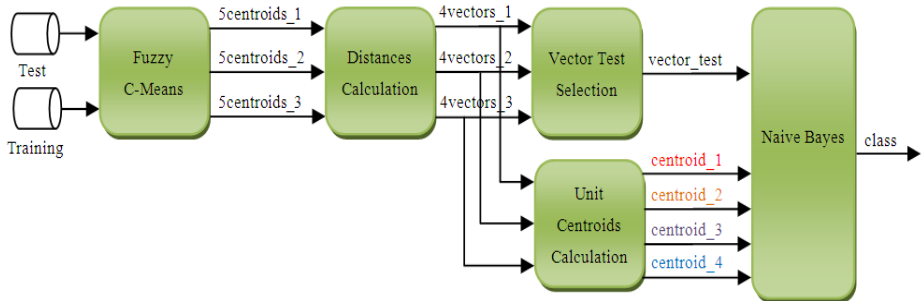 Test
Training
Fuzzy
C-Means
5centroids_1
5centroids_2
5centroids_3
Distances
Calculation
4vectors_1
4vectors_2
4vectors_3
Vector Test
Selection
vector_test
Unit
Centroids
Calculation
centroid_1
centroid_2
centroid_3
centroid_4
Naive Bayes
class